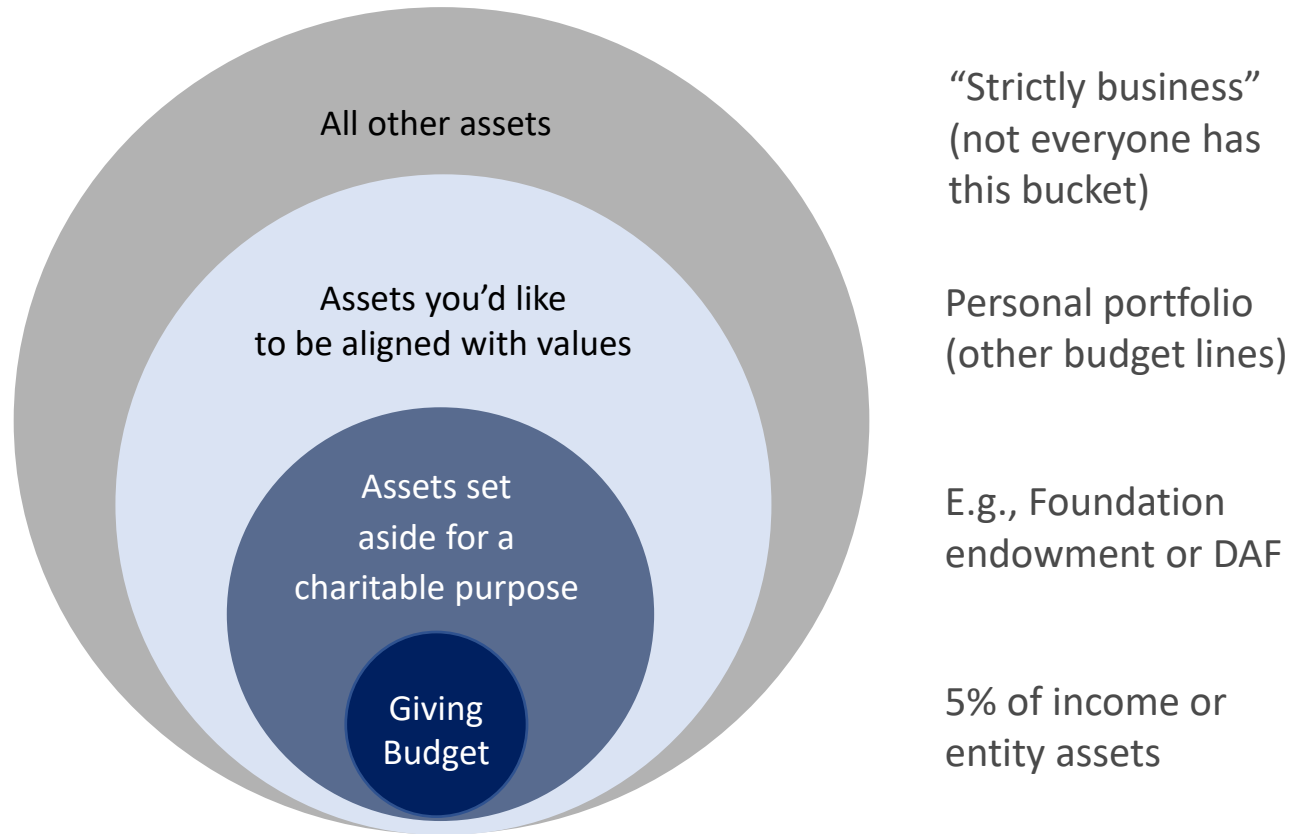 All other assets
"Strictly business"
(not everyone has
this bucket)
Assets you'd like
to be aligned with values
Personal portfolio
(other budget lines)
Assets set
aside for a
charitable purpose
E.g., Foundation
endowment or DAF
Giving
Budget
5% of income or
entity assets